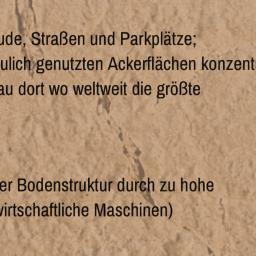 ude, Straßen und Parkplätze;
ulich genutzten Ackerflächen konzent
au dort wo weltweit die größte
er Bodenstruktur durch zu hohe
virtschaftliche Maschinen)